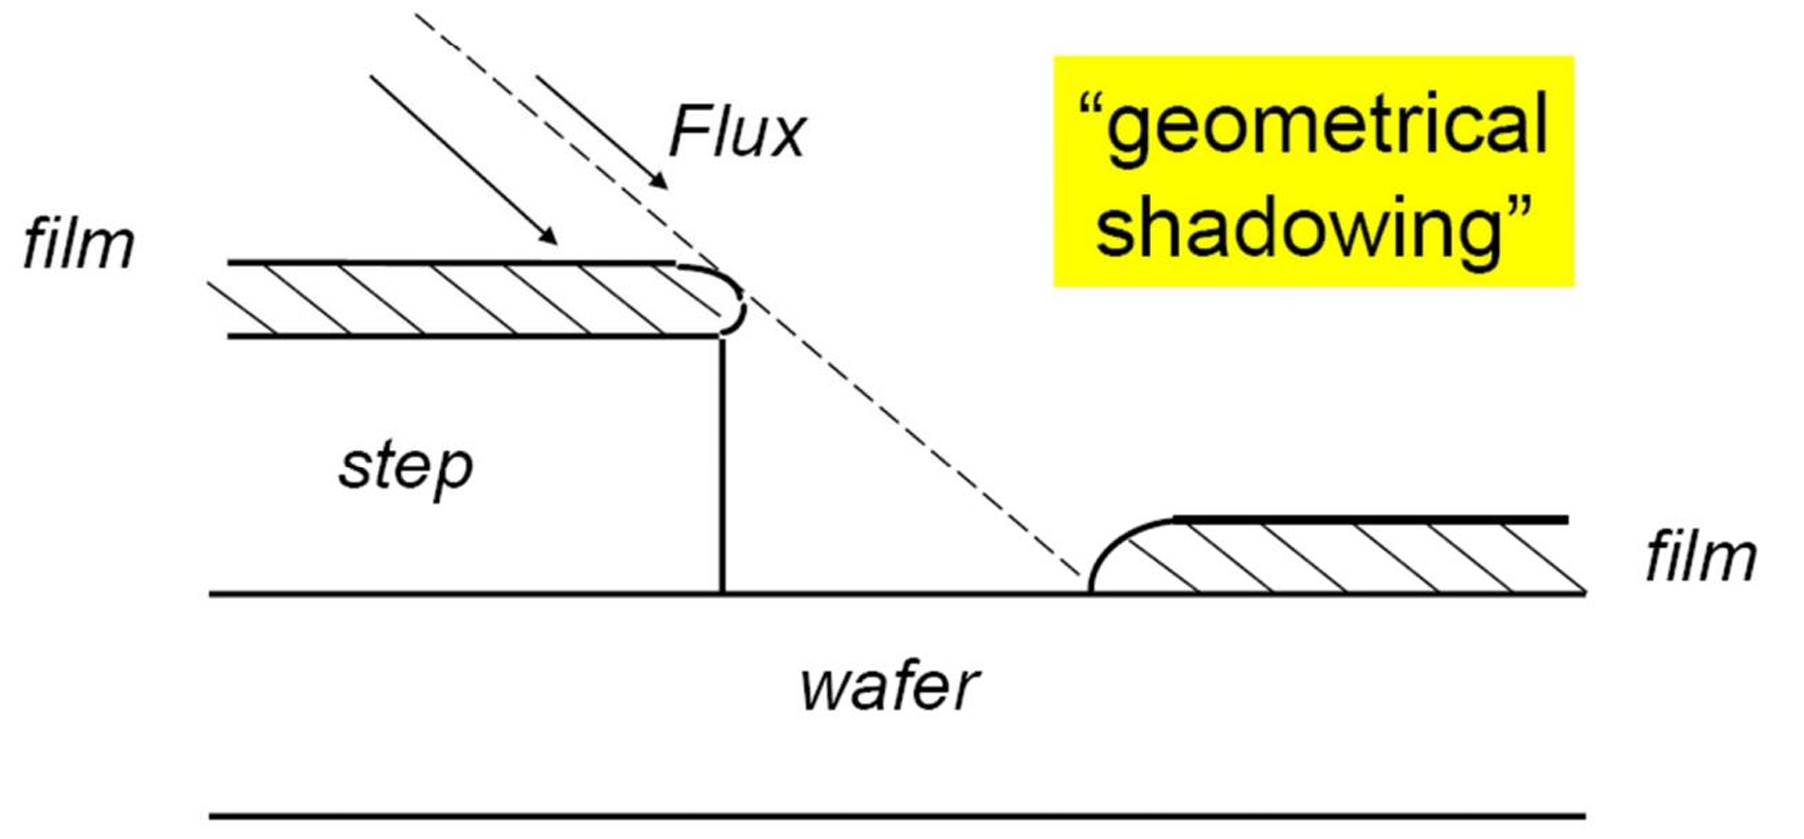 Flux
“geometrical
shadowing”
film
step
film
wafer